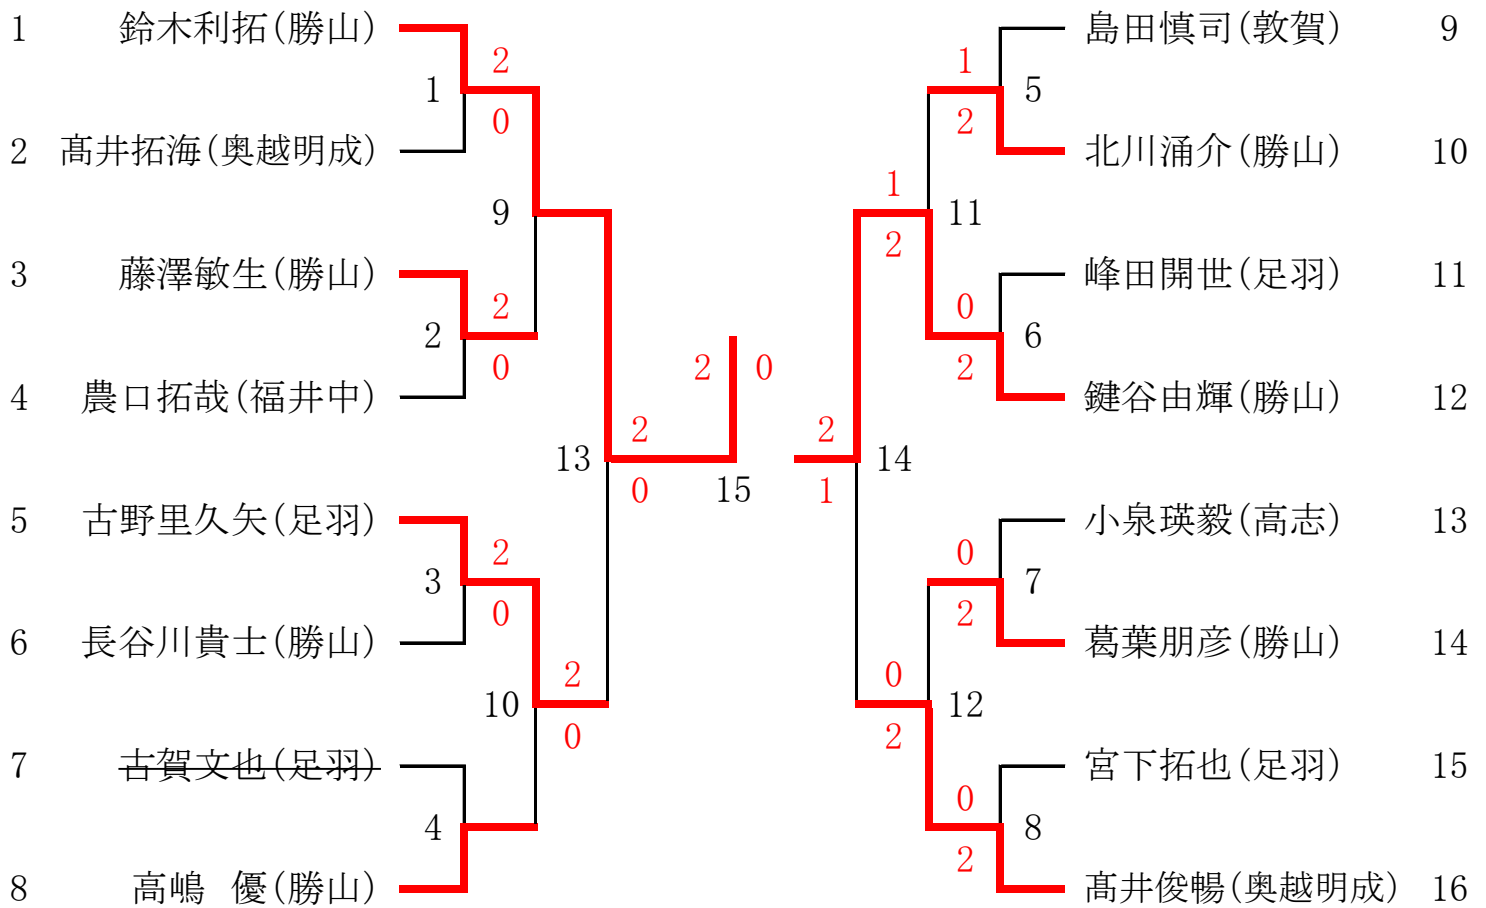 1 鈴木利拓(勝山)
島田慎司(敦賀) 9
2
1
1
5
0
2
2 髙井拓海(奥越明成)
北川涌介(勝山) 10
1
9
11
2
3 藤澤敏生(勝山)
峰田開世(足羽) 11
2
0
2
6
0
2 0
2
4 農口拓哉(福井中)
鍵谷由輝(勝山) 12
2
2
13
14
0
15
1
5 古野里久矢(足羽)
小泉瑛毅(高志) 13
2
0
3
7
0
2
6 長谷川貴士(勝山)
葛葉朋彦(勝山) 14
2
0
10
12
0
2
7 古賀文也(足羽)
宮下拓也(足羽) 15
0
4
8
2
8 高嶋 優(勝山)
髙井俊暢(奥越明成) 16